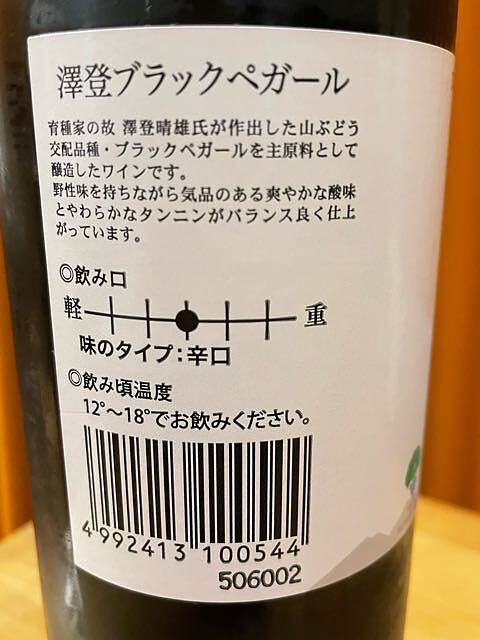 澤登ブラックペガール
育種家の故 澤登晴雄氏が作出した山ぶどう
交配品種・ブラックペガールを主原料として
醸造したワインです。
野性味を持ちながら気品のある爽やかな酸味
とやわらかなタンニンがバランス良く仕上
がっています。
◎飲み口
軽 重
味のタイプ：辛口
◎飲み頃温度
12°〜18°でお飲みください。
4 992413 100544
506002